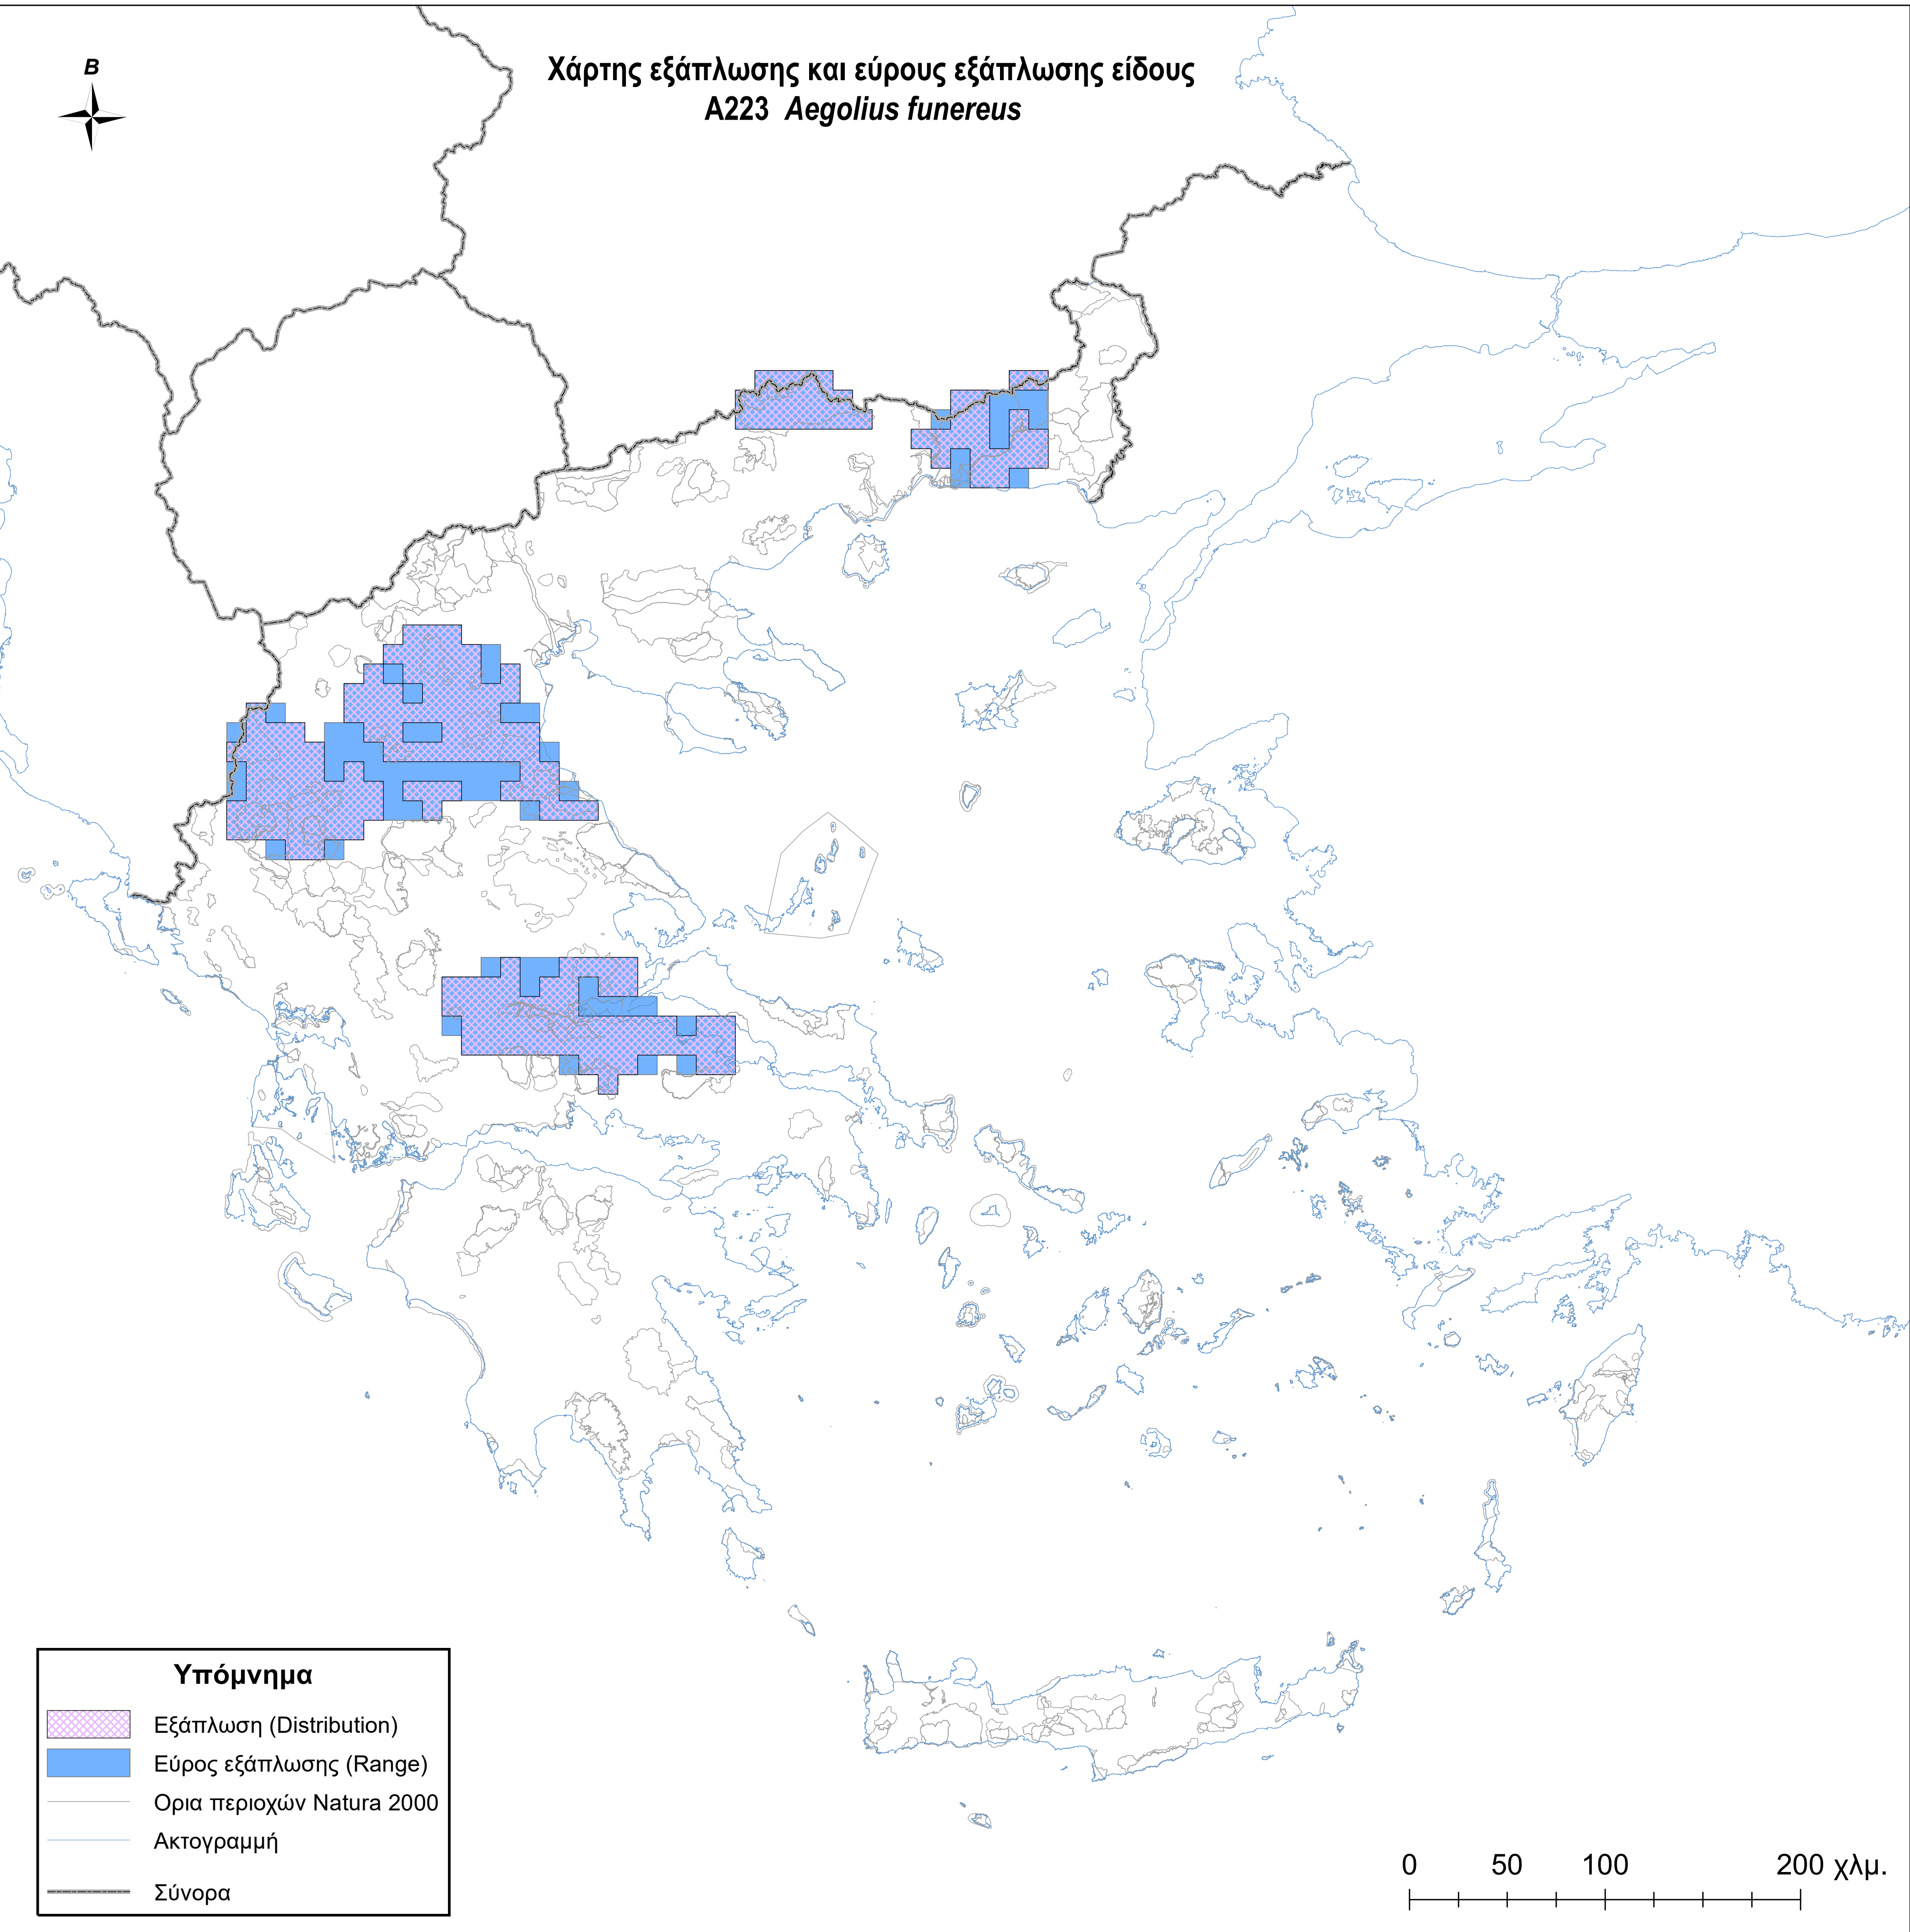 Β
Χάρτης εξάπλωσης και εύρους εξάπλωσης είδους
A223 Aegolius funereus
Υπόμνημα
Εξάπλωση (Distribution)
Εύρος εξάπλωσης (Range)
Ορια περιοχών Natura 2000
Ακτογραμμή
Σύνορα
0 50 100 200 χλμ.